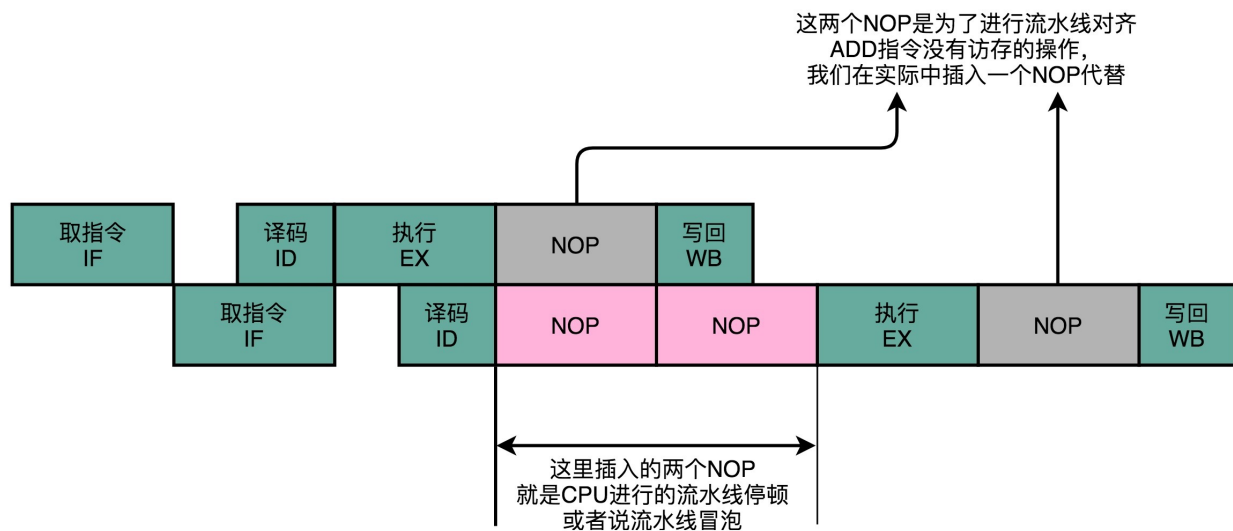 这两个NOP是为了进行流水线对齐
ADD指令没有访存的操作，
我们在实际中插入一个NOP代替
取指令
IF
译码
ID
执行
EX
NOP
写回
WB
取指令
IF
译码
ID
NOP
NOP
执行
EX
NOP
写回
WB
这里插入的两个NOP
就是CPU进行的流水线停顿
或者说流水线冒泡